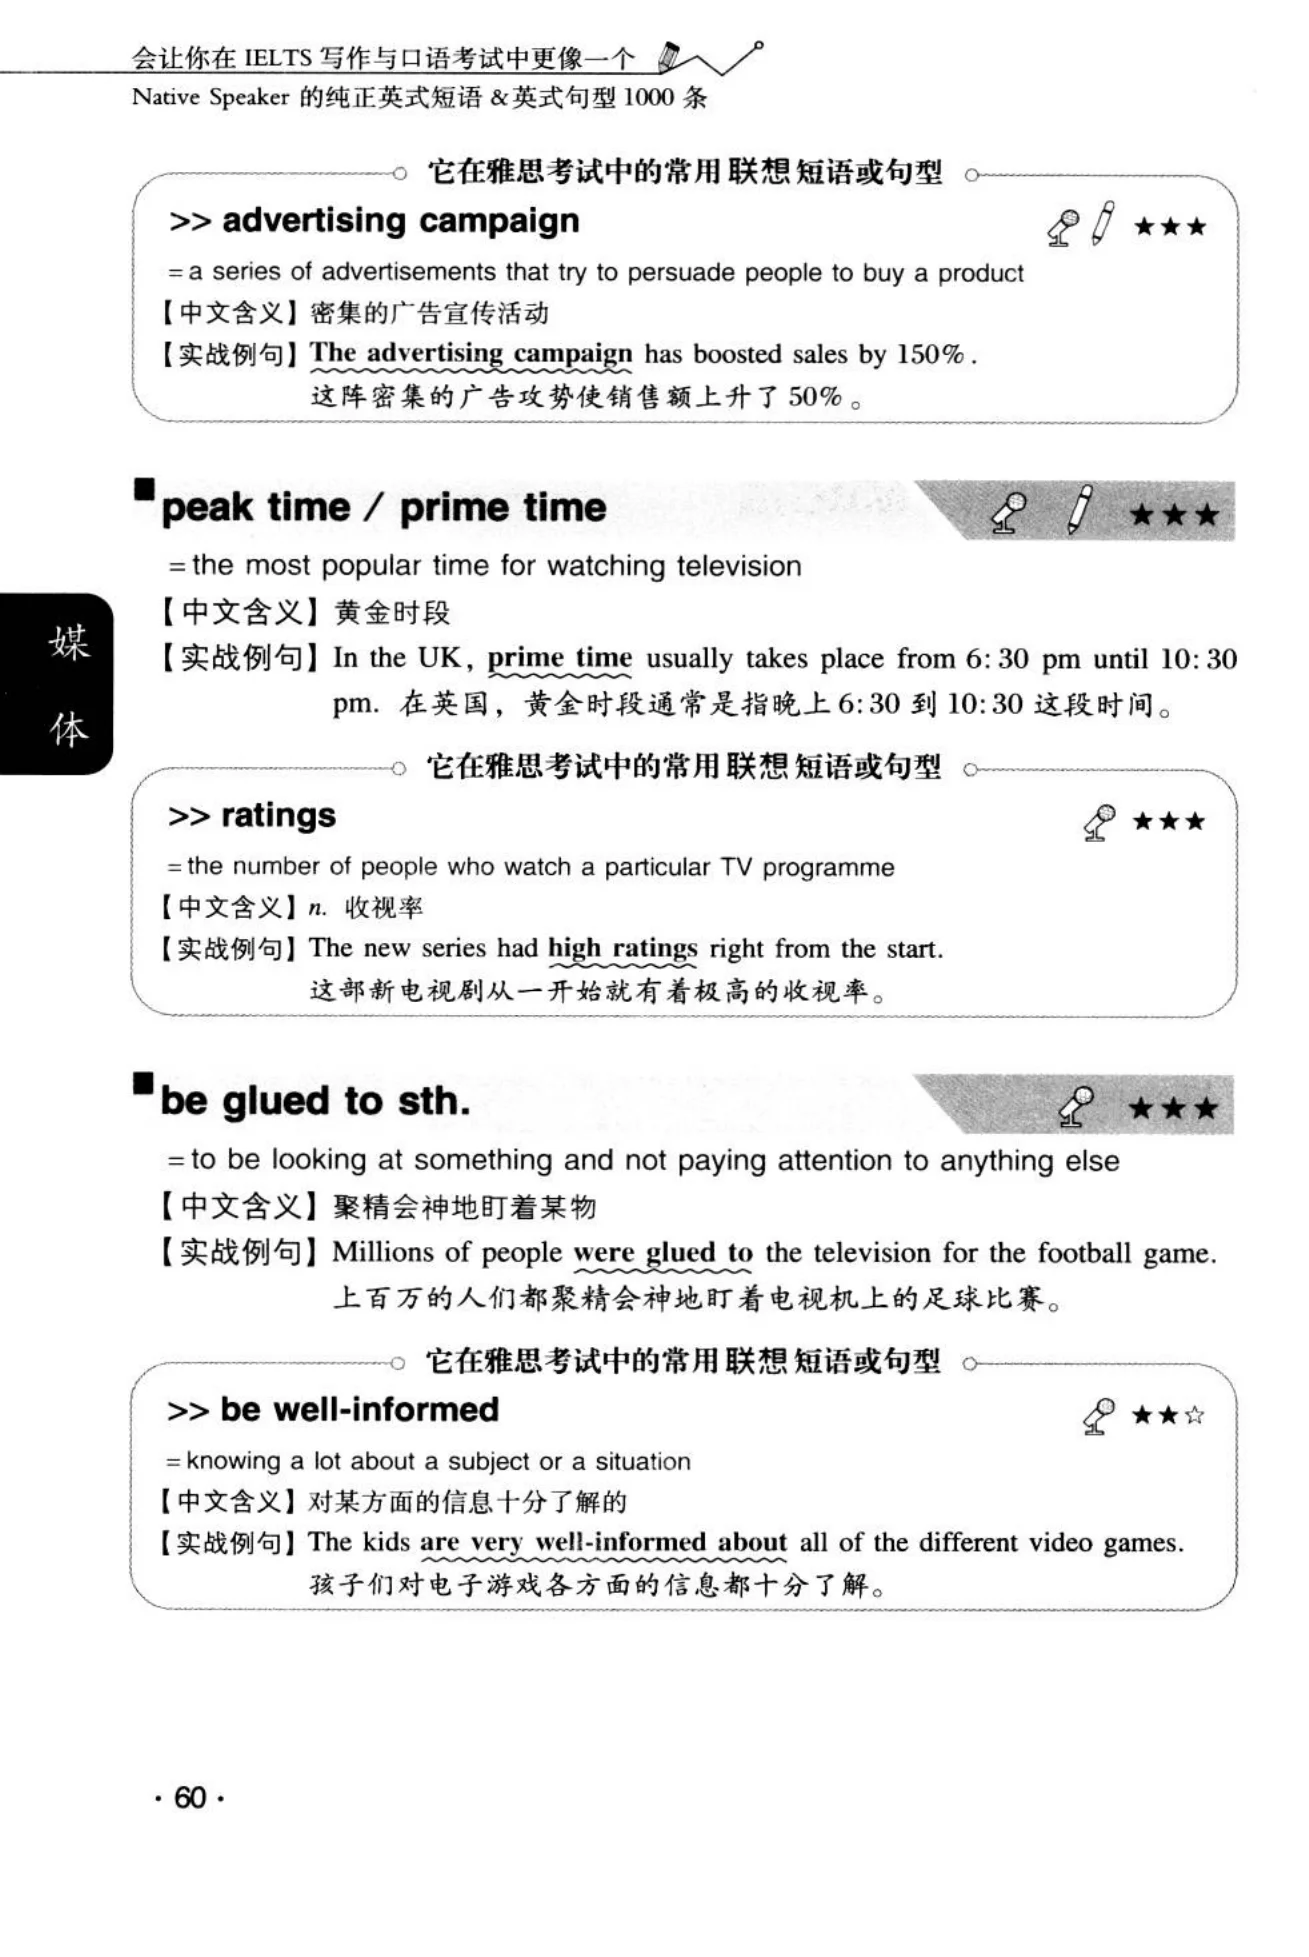 会让你在 IELTS 写作与口语考试中更像一个
Native Speaker 的纯正英式短语 & 英式句型 1000 条
它在雅思考试中的常用联想短语或句型
>> advertising campaign ★★★
= a series of advertisements that try to persuade people to buy a product
【中文含义】密集的广告宣传活动
【实战例句】The advertising campaign has boosted sales by 150%.
这阵密集的广告攻势使销售额上升了 50%。
■ peak time / prime time ★★★
= the most popular time for watching television
【中文含义】黄金时段
【实战例句】In the UK, prime time usually takes place from 6:30 pm until 10:30
pm. 在英国，黄金时段通常是指晚上 6:30 到 10:30 这段时间。
媒
体
它在雅思考试中的常用联想短语或句型
>> ratings ★★★
= the number of people who watch a particular TV programme
【中文含义】n. 收视率
【实战例句】The new series had high ratings right from the start.
这部新电视剧从一开始就有着极高的收视率。
■ be glued to sth. ★★★
= to be looking at something and not paying attention to anything else
【中文含义】聚精会神地盯着某物
【实战例句】Millions of people were glued to the television for the football game.
上百万的人们都聚精会神地盯着电视机上的足球比赛。
它在雅思考试中的常用联想短语或句型
>> be well-informed ★★☆
= knowing a lot about a subject or a situation
【中文含义】对某方面的信息十分了解的
【实战例句】The kids are very well-informed about all of the different video games.
孩子们对电子游戏各方面的信息都十分了解。
· 60 ·